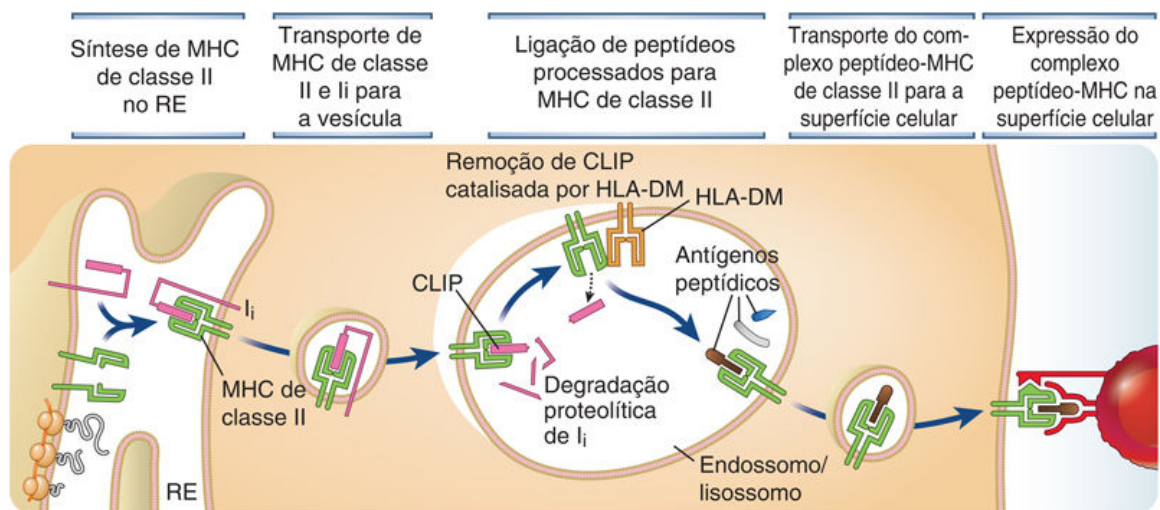 Síntese de MHC
de classe II
no RE
Transporte de
MHC de classe
II e Ii para
a vesícula
Ligação de peptídeos
processados para
MHC de classe II
Transporte do com-
plexo peptídeo-MHC
de classe II para a
superfície celular
Expressão do
complexo
peptídeo-MHC na
superfície celular
Remoção de CLIP
catalisada por HLA-DM
HLA-DM
Antígenos
peptídicos
CLIP
Ii
MHC de
classe II
Degradação
proteolítica
de Ii
Endossomo/
lisossomo
RE